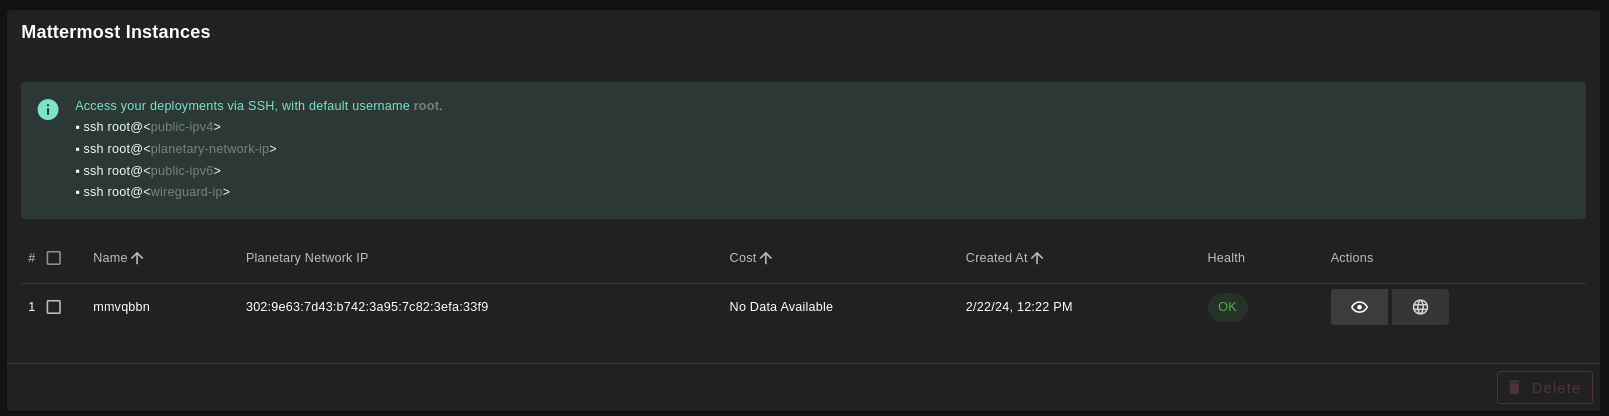 Mattermost Instances
Access your deployments via SSH, with default username root.
▪ ssh root@<public-ipv4>
▪ ssh root@<planetary-network-ip>
▪ ssh root@<public-ipv6>
▪ ssh root@<wireguard-ip>
# Name Planetary Network IP Cost Created At Health Actions
1 mmvqbbn 302:9e63:7d43:b742:3a95:7c82:3efa:33f9 No Data Available 2/22/24, 12:22 PM OK
Delete